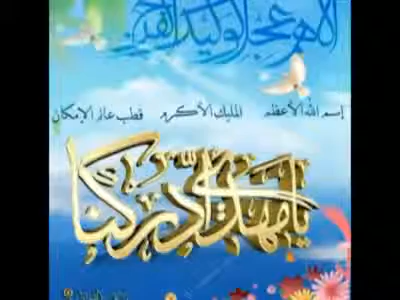 اللهم عجل لوليك الفرج
إسم الله الأعظم المليك الأكرم قطب عالم الإمكان
يا مهدي أدركنا